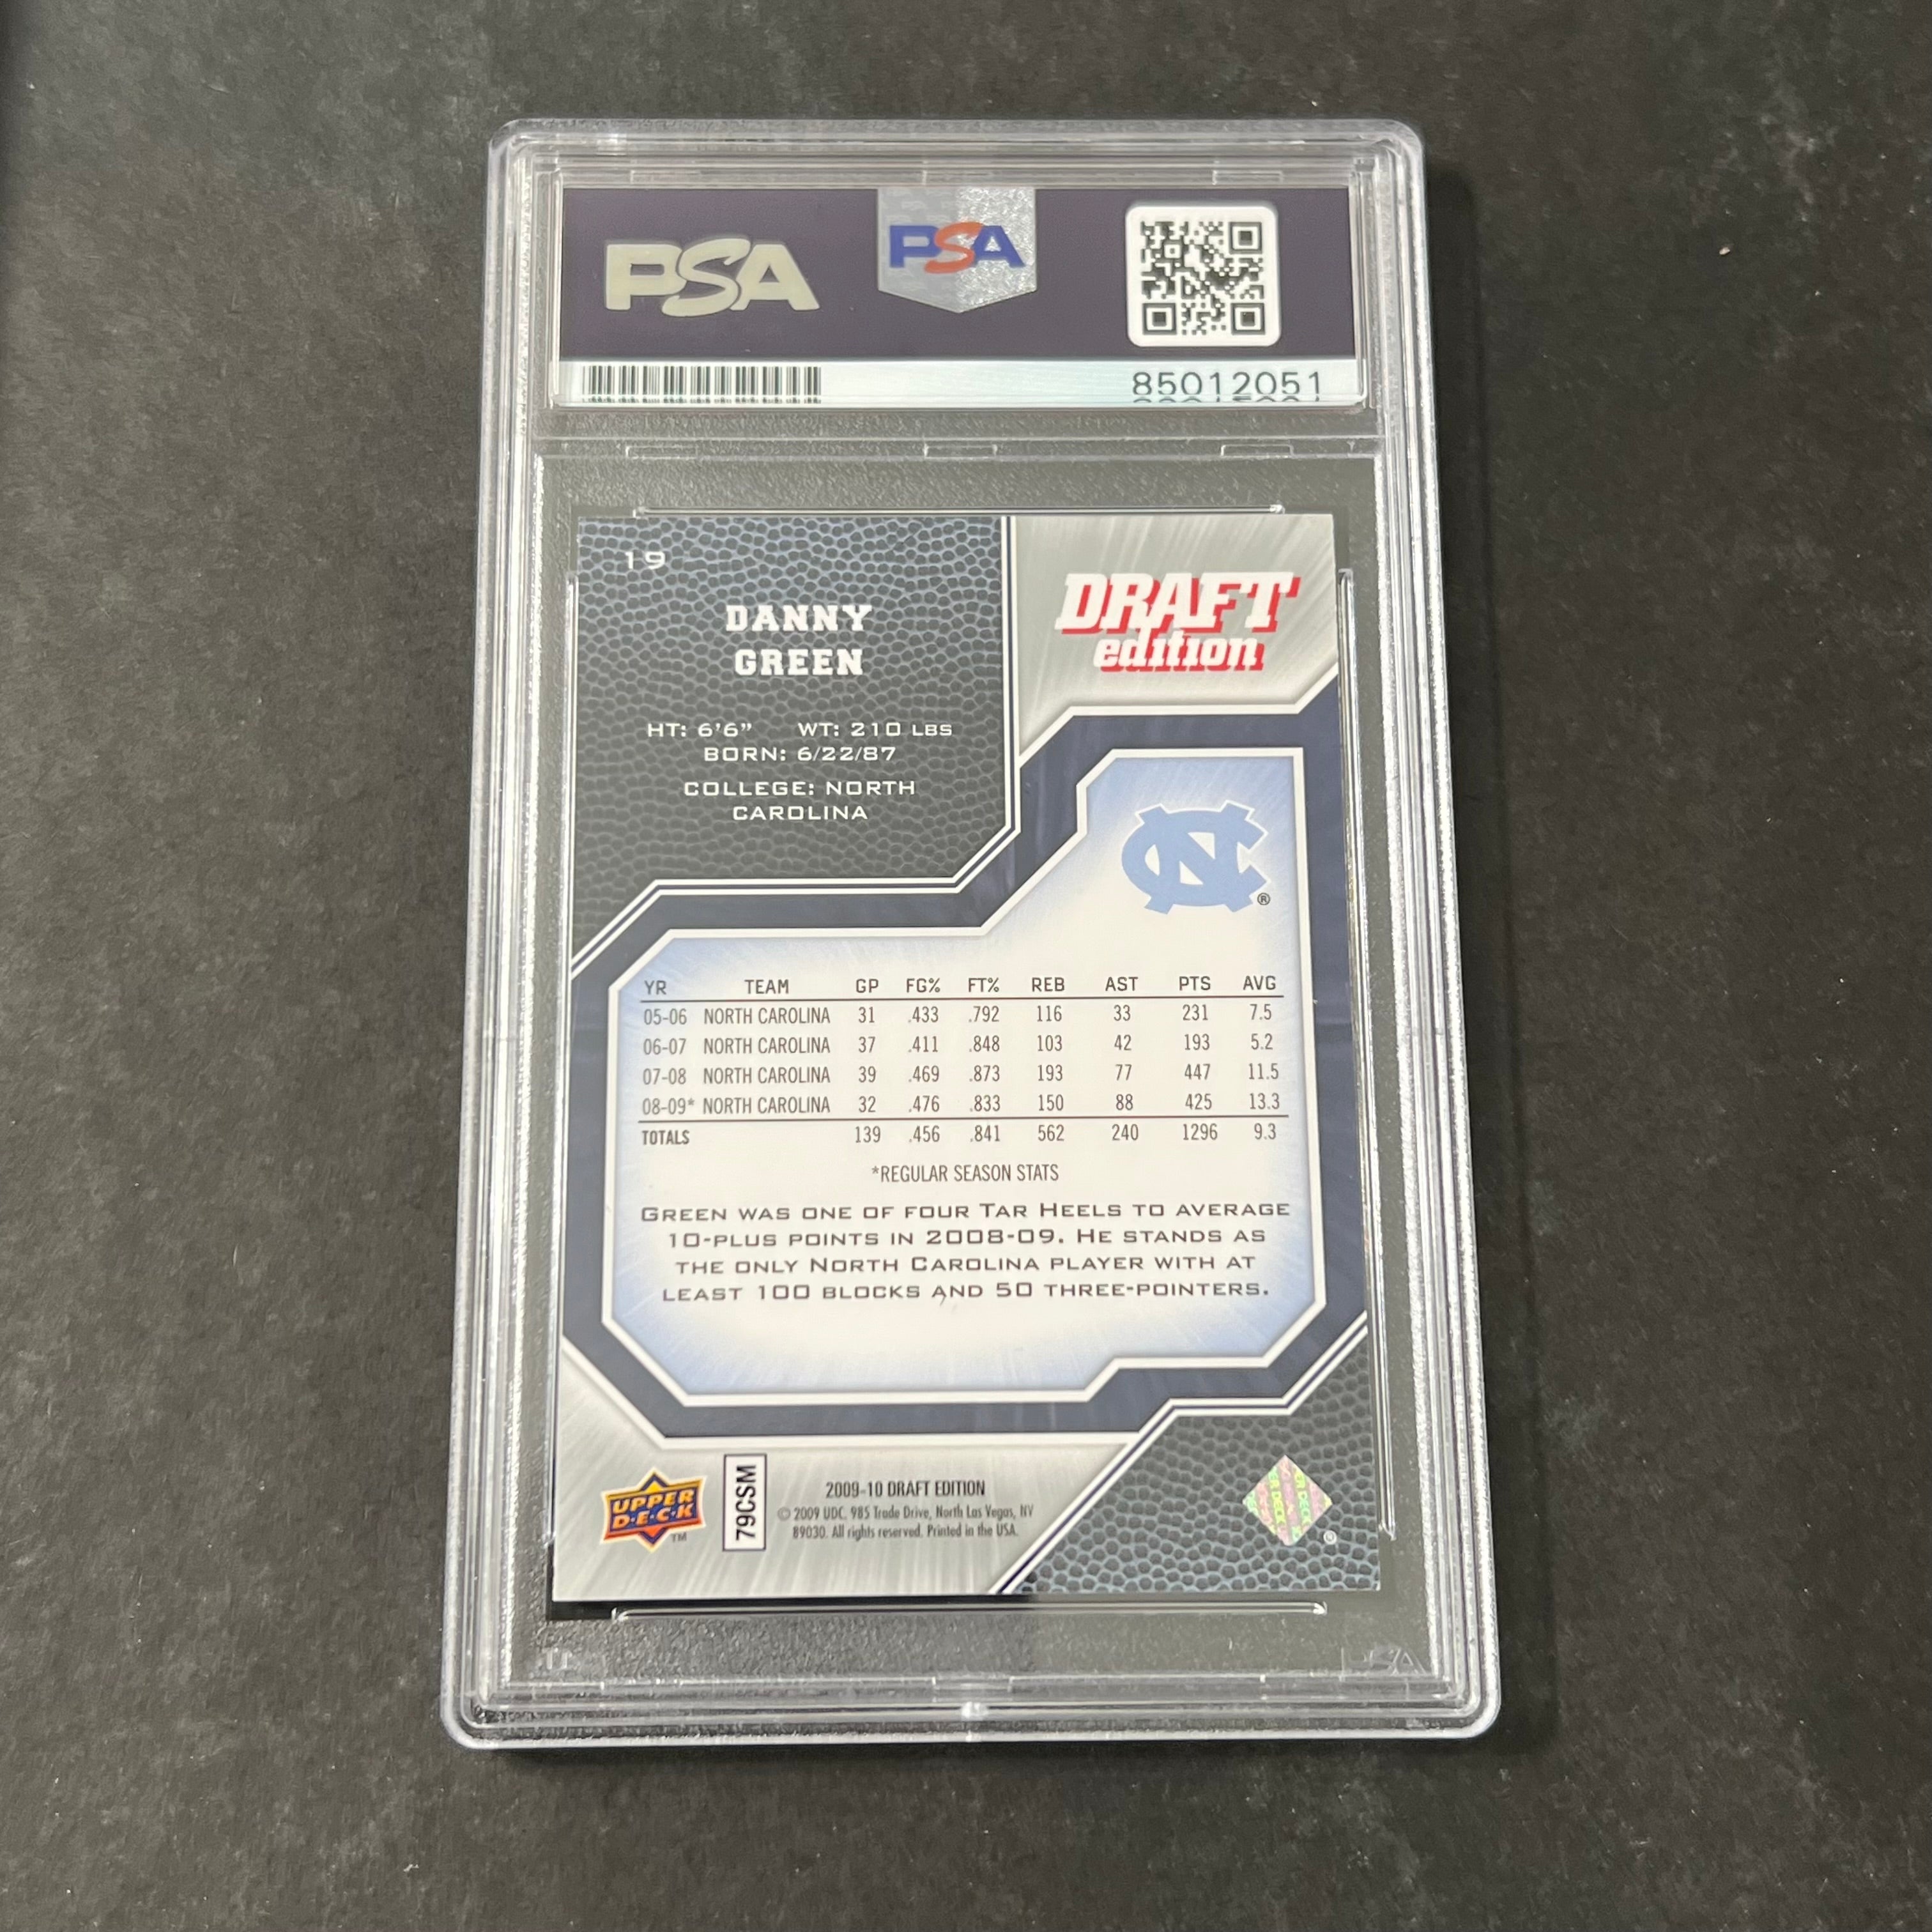 PSA
PSA
85012051
19
DANNY
GREEN
DRAFT
edition
HT: 6'6" WT: 210 LBS
BORN: 6/22/87
COLLEGE: NORTH
CAROLINA
NC
®
YR TEAM GP FG% FT% REB AST PTS AVG
05-06 NORTH CAROLINA 31 .433 .792 116 33 231 7.5
06-07 NORTH CAROLINA 37 .411 .848 103 42 193 5.2
07-08 NORTH CAROLINA 39 .469 .873 193 77 447 11.5
08-09* NORTH CAROLINA 32 .476 .833 150 88 425 13.3
TOTALS 139 .456 .841 562 240 1296 9.3
*REGULAR SEASON STATS
GREEN WAS ONE OF FOUR TAR HEELS TO AVERAGE
10-PLUS POINTS IN 2008-09. HE STANDS AS
THE ONLY NORTH CAROLINA PLAYER WITH AT
LEAST 100 BLOCKS AND 50 THREE-POINTERS.
UPPER
D·E·C·K
TM
79CSM
2009-10 DRAFT EDITION
© 2009 UDC, 985 Trade Drive, North Las Vegas, NV
89030. All rights reserved. Printed in the USA.
PSA